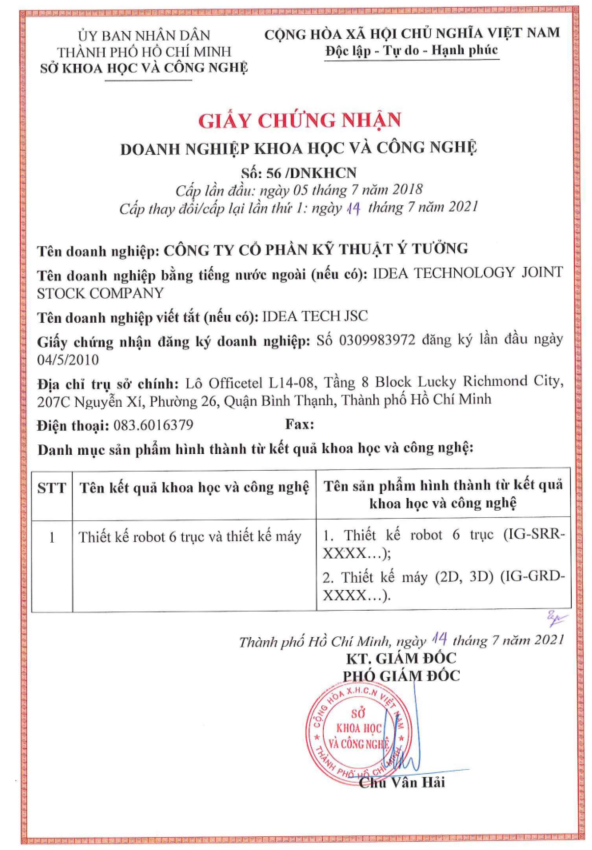 ỦY BAN NHÂN DÂN
THÀNH PHỐ HỒ CHÍ MINH
SỞ KHOA HỌC VÀ CÔNG NGHỆ
CỘNG HÒA XÃ HỘI CHỦ NGHĨA VIỆT NAM
Độc lập - Tự do - Hạnh phúc
GIẤY CHỨNG NHẬN
DOANH NGHIỆP KHOA HỌC VÀ CÔNG NGHỆ
Số: 56 /DNKHCN
Cấp lần đầu: ngày 05 tháng 7 năm 2018
Cấp thay đổi/cấp lại lần thứ 1: ngày 14 tháng 7 năm 2021
Tên doanh nghiệp: CÔNG TY CỔ PHẦN KỸ THUẬT Ý TƯỞNG
Tên doanh nghiệp bằng tiếng nước ngoài (nếu có): IDEA TECHNOLOGY JOINT
STOCK COMPANY
Tên doanh nghiệp viết tắt (nếu có): IDEA TECH JSC
Giấy chứng nhận đăng ký doanh nghiệp: Số 0309983972 đăng ký lần đầu ngày
04/5/2010
Địa chỉ trụ sở chính: Lô Officetel L14-08, Tầng 8 Block Lucky Richmond City,
207C Nguyễn Xí, Phường 26, Quận Bình Thạnh, Thành phố Hồ Chí Minh
Điện thoại: 083.6016379 Fax:
Danh mục sản phẩm hình thành từ kết quả khoa học và công nghệ:
STT
Tên kết quả khoa học và công nghệ
Tên sản phẩm hình thành từ kết quả
khoa học và công nghệ
1
Thiết kế robot 6 trục và thiết kế máy
1. Thiết kế robot 6 trục (IG-SRR-
XXXX…);
2. Thiết kế máy (2D, 3D) (IG-GRD-
XXXX…).
Thành phố Hồ Chí Minh, ngày 14 tháng 7 năm 2021
KT. GIÁM ĐỐC
PHÓ GIÁM ĐỐC
CỘNG HÒA X.H.C.N VIỆT NAM
SỞ
KHOA HỌC
VÀ CÔNG NGHỆ
THÀNH PHỐ HỒ CHÍ MINH
Chu Vân Hải